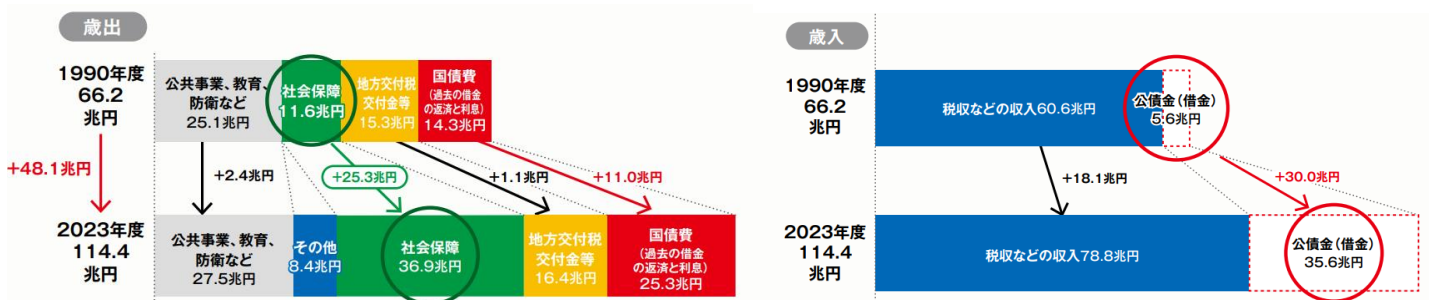 歳出
1990年度
66.2
兆円
公共事業、教育、
防衛など
25.1兆円
社会保障
11.6兆円
地方交付税
交付金等
15.3兆円
国債費
(過去の借金
の返済と利息)
14.3兆円
+48.1兆円
+2.4兆円
+25.3兆円
+1.1兆円
+11.0兆円
2023年度
114.4
兆円
公共事業、教育、
防衛など
27.5兆円
その他
8.4兆円
社会保障
36.9兆円
地方交付税
交付金等
16.4兆円
国債費
(過去の借金
の返済と利息)
25.3兆円
歳入
1990年度
66.2
兆円
税収などの収入60.6兆円
公債金(借金)
5.6兆円
+18.1兆円
+30.0兆円
2023年度
114.4
兆円
税収などの収入78.8兆円
公債金(借金)
35.6兆円